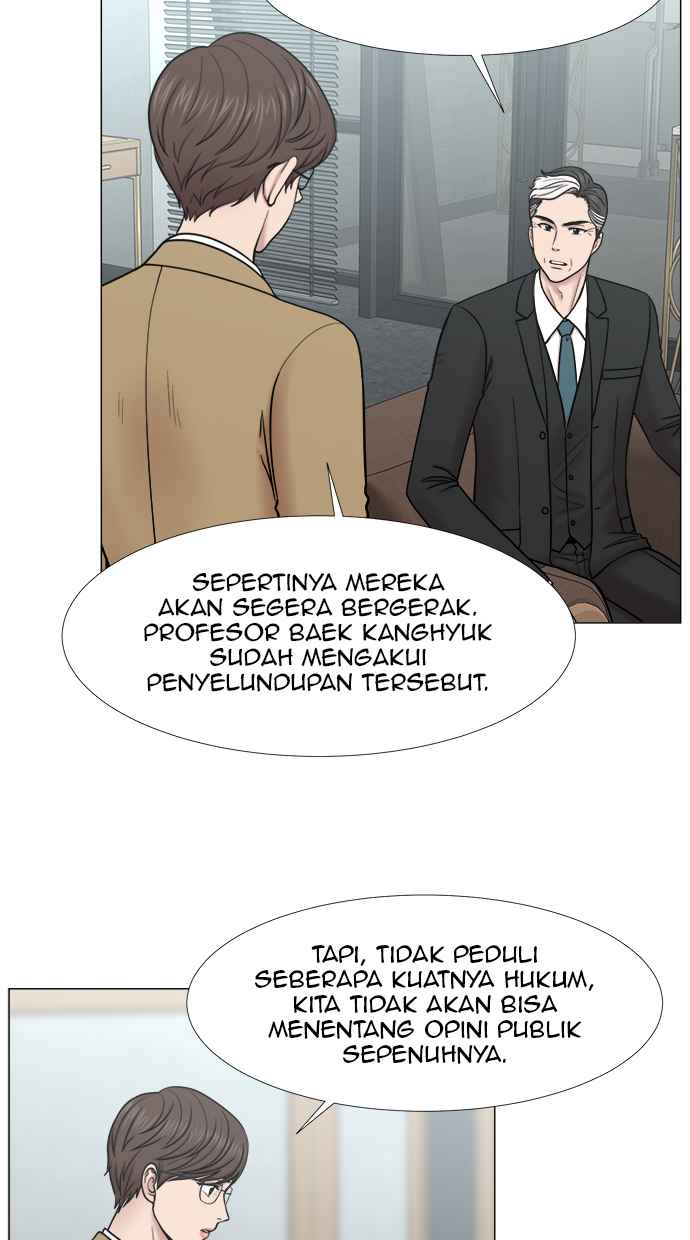 SEPERTINYA MEREKA
AKAN SEGERA BERGERAK.
PROFESOR BAEK KANGHYUK
SUDAH MENGAKUI
PENYELUNDUPAN TERSEBUT.
TAPI, TIDAK PEDULI
SEBERAPA KUATNYA HUKUM,
KITA TIDAK AKAN BISA
MENENTANG OPINI PUBLIK
SEPENUHNYA.